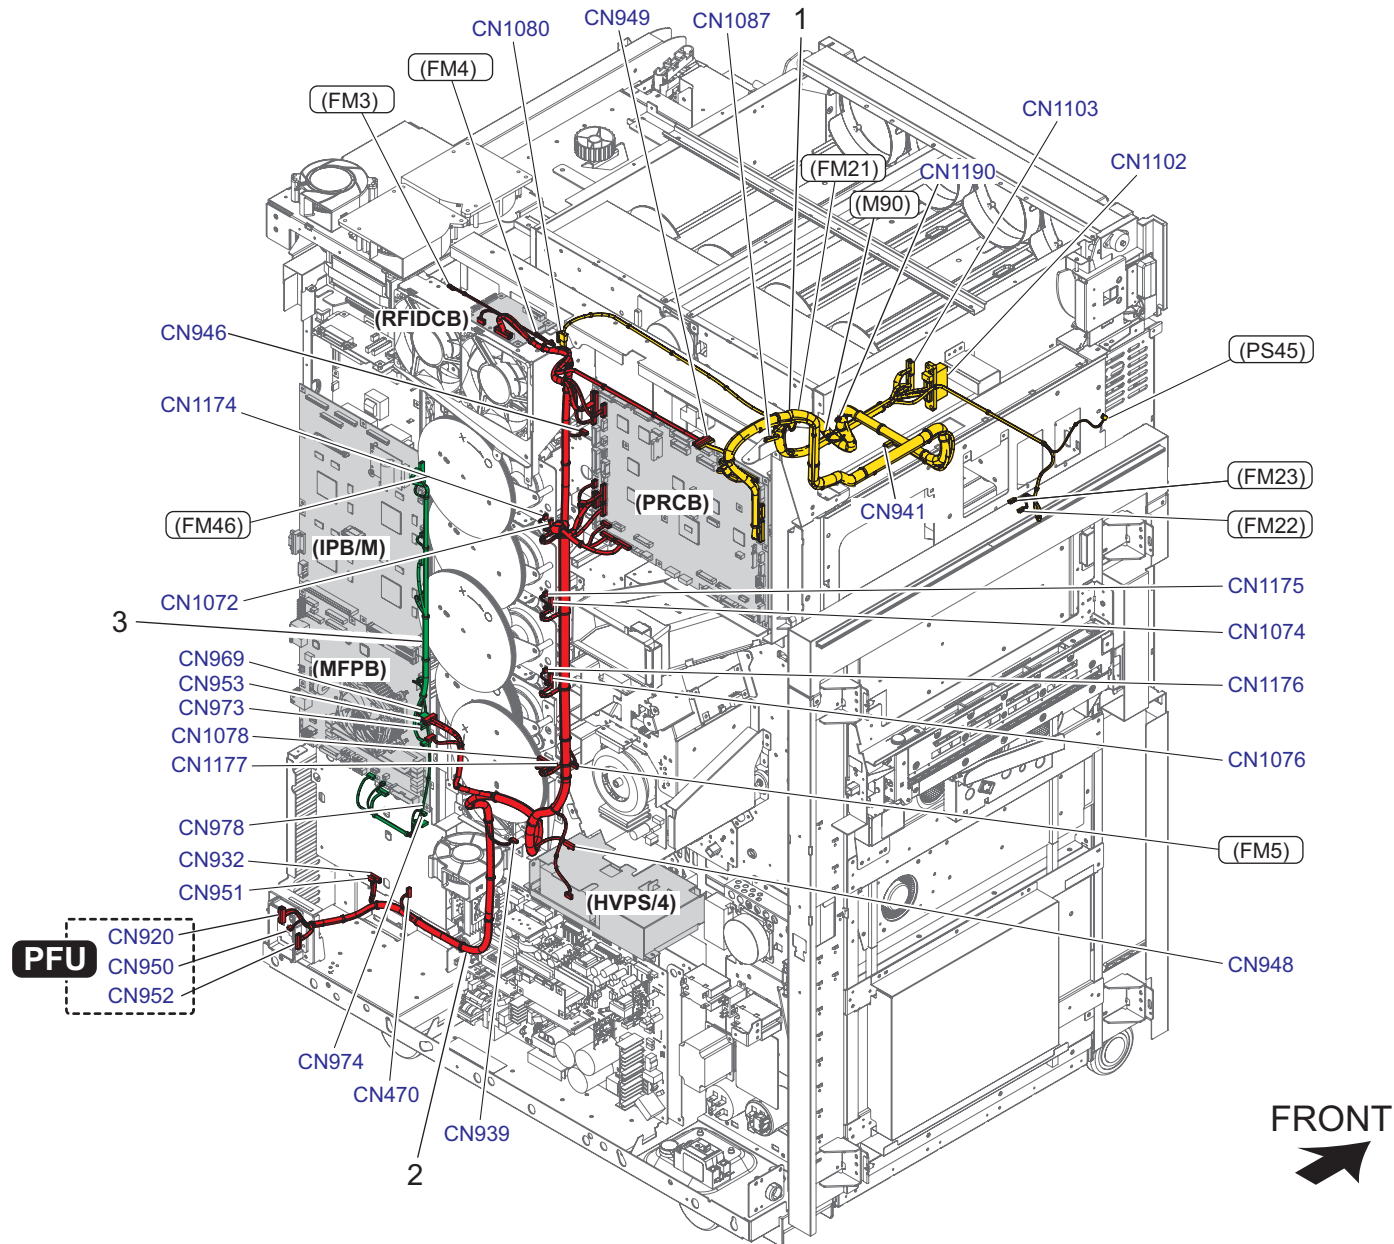 CN1080
CN949
CN1087
1
(FM4)
(FM3)
CN1103
(FM21)
CN1190
CN1102
(M90)
(RFIDCB)
CN946
(PS45)
CN1174
(FM23)
(PRCB)
CN941
(FM46)
(FM22)
(IPB/M)
CN1175
CN1072
3
CN1074
CN969
(MFPB)
CN953
CN1176
CN973
CN1078
CN1076
CN1177
CN978
CN932
(FM5)
CN951
(HVPS/4)
CN920
PFU
CN950
CN948
CN952
CN974
CN470
CN939
2
FRONT